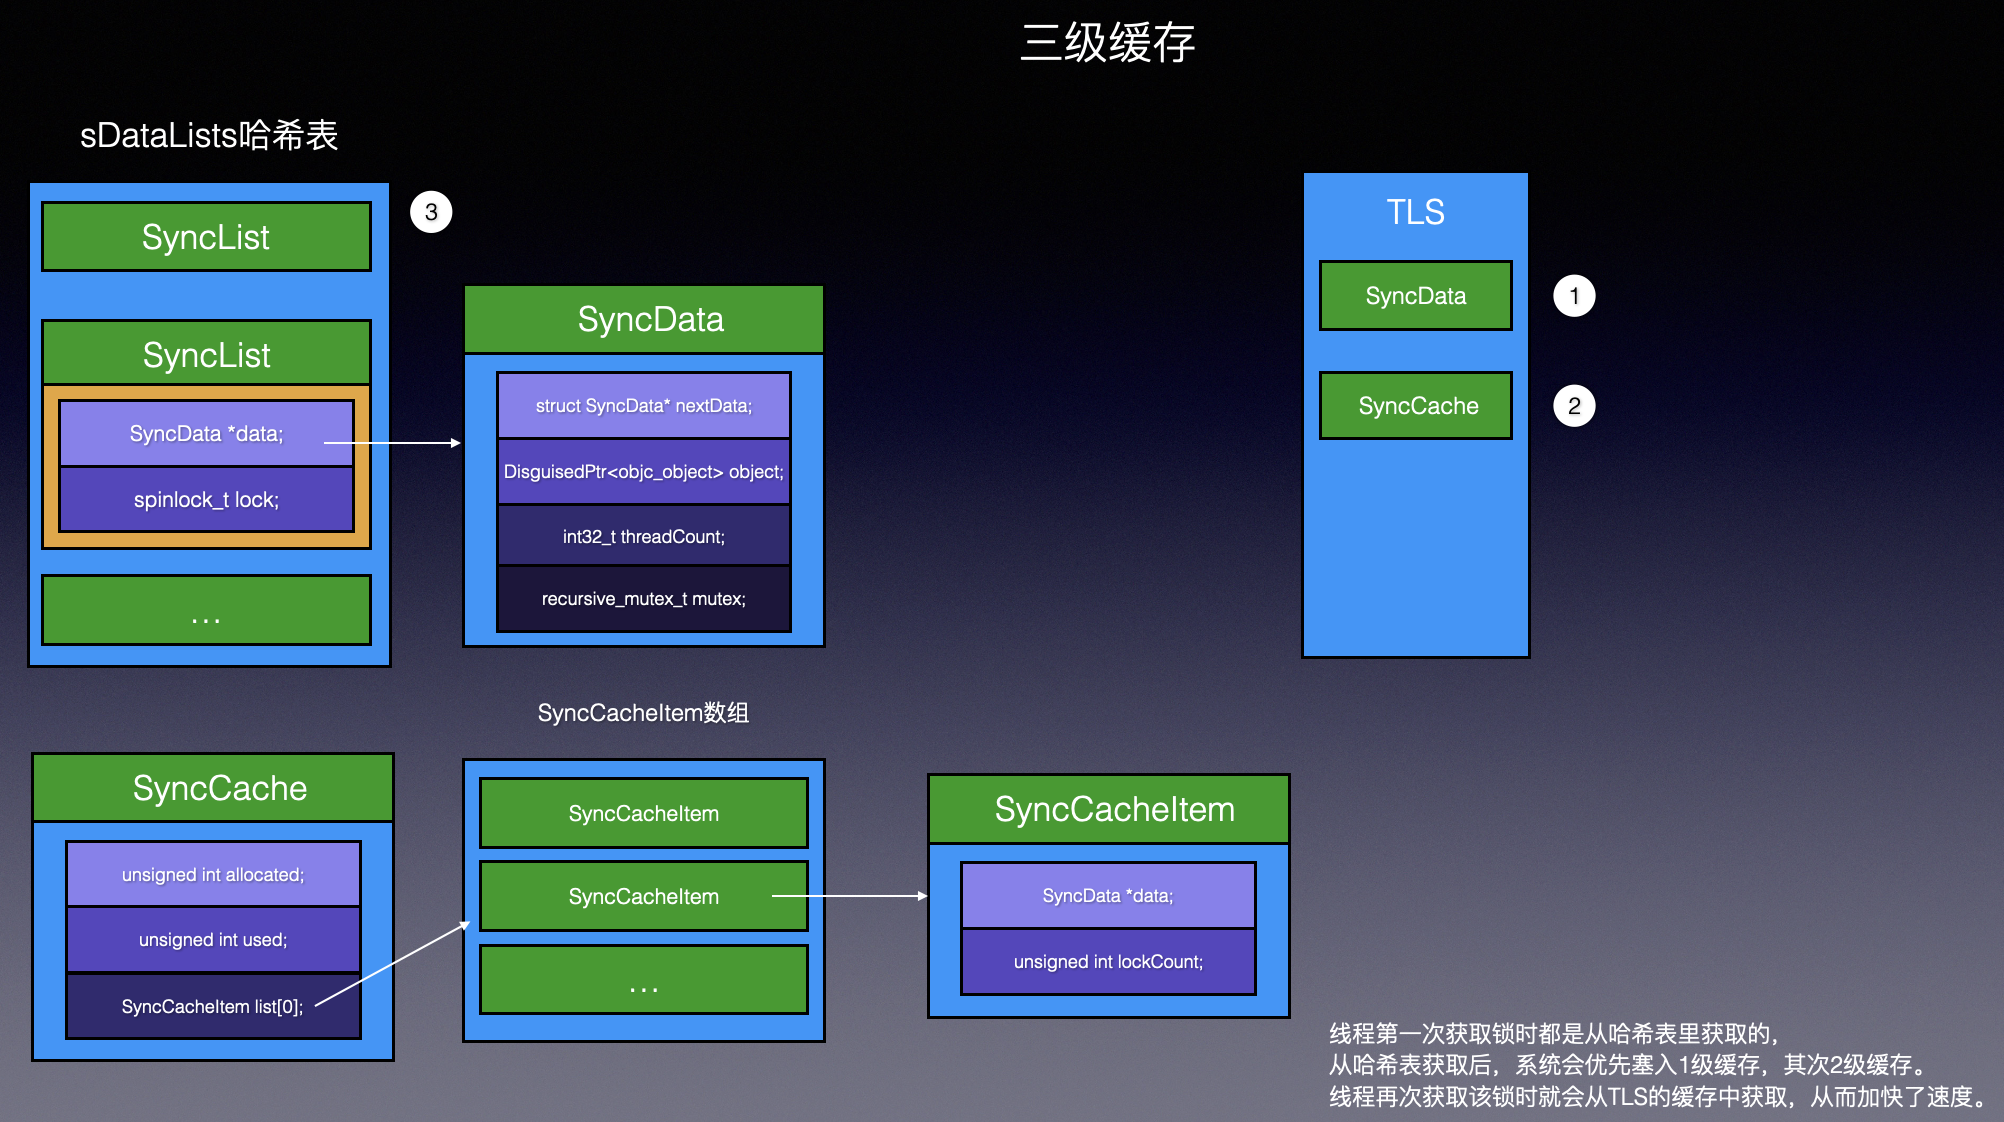 三级缓存
sDataLists哈希表
SyncList
3
SyncList
SyncData *data;
spinlock_t lock;
...
SyncData
struct SyncData* nextData;
DisguisedPtr<objc_object> object;
int32_t threadCount;
recursive_mutex_t mutex;
TLS
SyncData
1
SyncCache
2
SyncCache
unsigned int allocated;
unsigned int used;
SyncCacheItem list[0];
SyncCacheItem数组
SyncCacheItem
SyncCacheItem
...
SyncCacheItem
SyncData *data;
unsigned int lockCount;
线程第一次获取锁时都是从哈希表里获取的，
从哈希表获取后，系统会优先塞入1级缓存，其次2级缓存。
线程再次获取该锁时就会从TLS的缓存中获取，从而加快了速度。